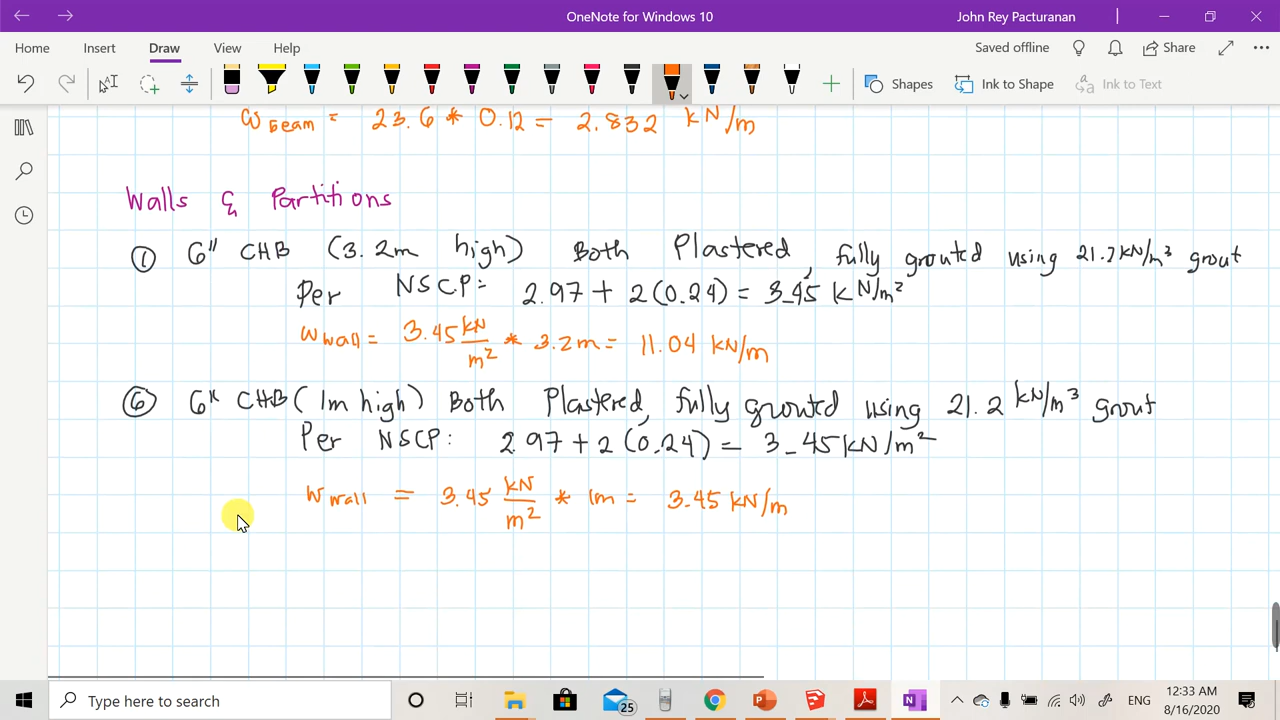 OneNote for Windows 10
John Rey Pacturanan
Home Insert Draw View Help
Saved offline
Share
Shapes
Ink to Shape
Ink to Text
w beam = 23.6 * 0.12 = 2.832 kN/m
Walls & Partitions
① 6" CHB (3.2m high) Both Plastered, fully grouted using 21.2 kN/m³ grout
Per NSCP: 2.97 + 2(0.24) = 3.45 kN/m²
w wall = 3.45 kN/m² * 3.2m = 11.04 kN/m
⑥ 6" CHB (1m high) Both Plastered, fully grouted using 21.2 kN/m³ grout
Per NSCP: 2.97 + 2(0.24) = 3.45 kN/m²
w wall = 3.45 kN/m² * 1m = 3.45 kN/m
Type here to search
25
ENG
12:33 AM
8/16/2020